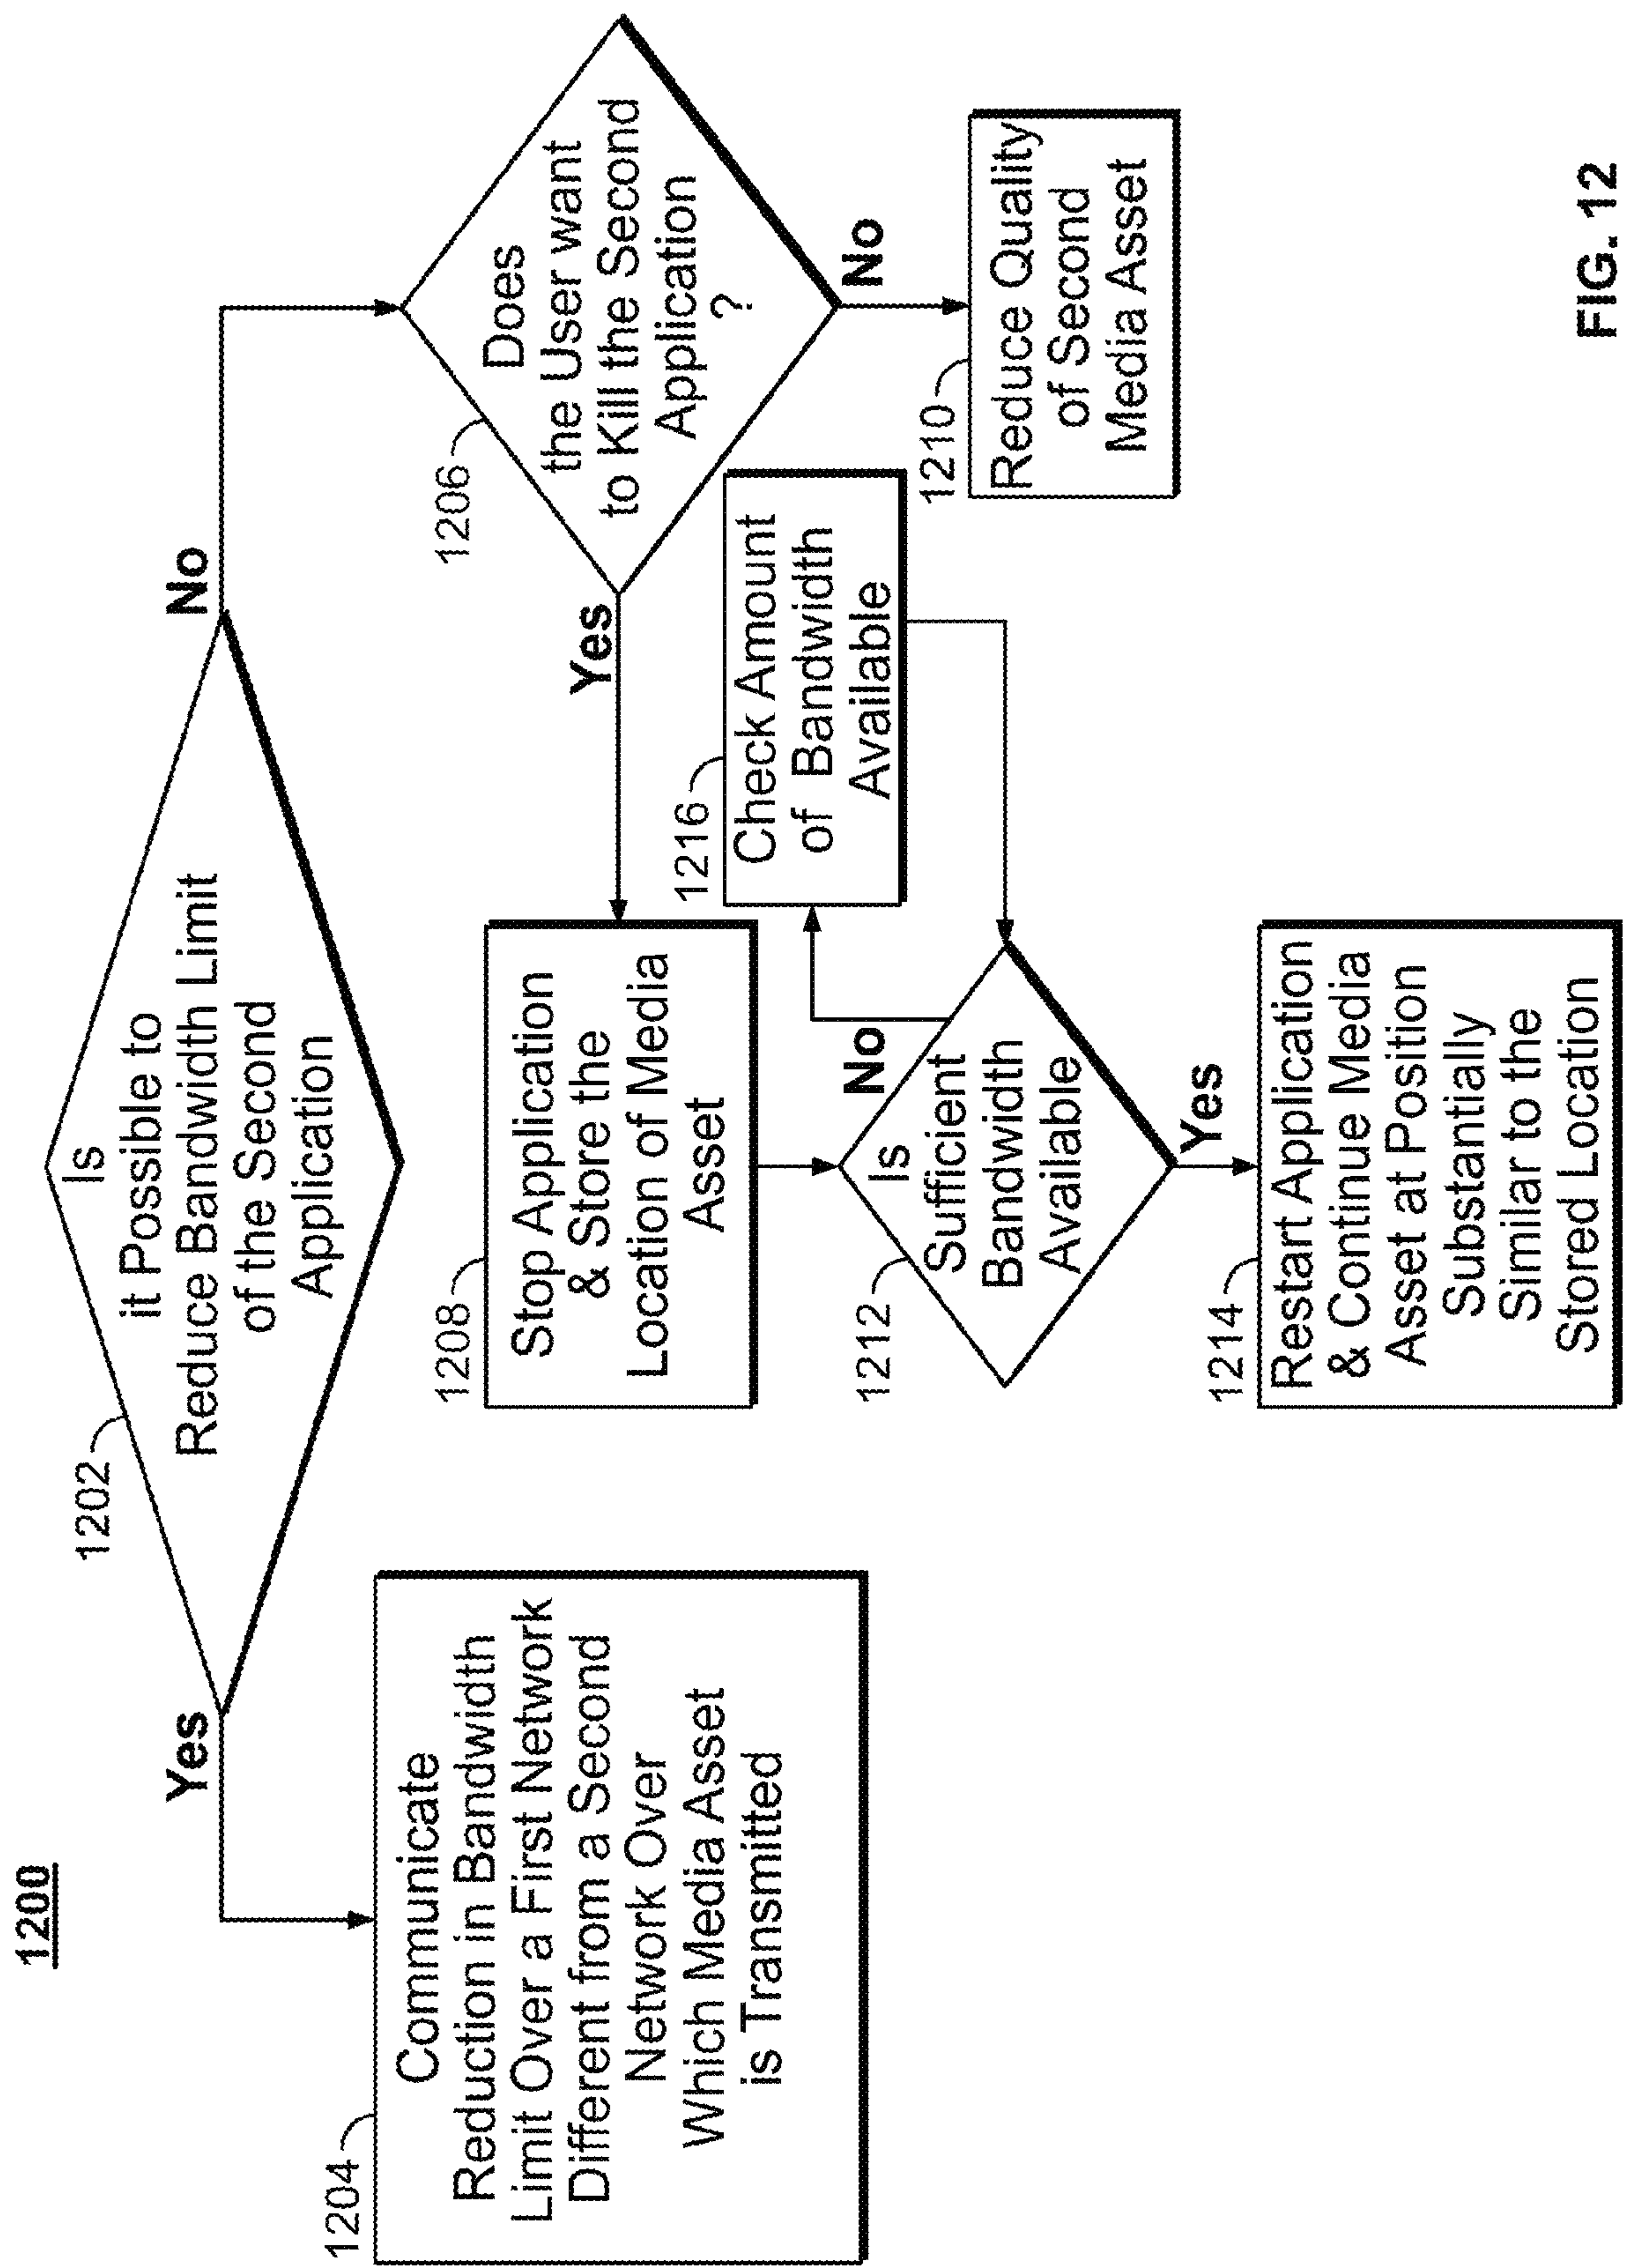 1200
1202
Is
it Possible to
Reduce Bandwidth Limit
of the Second
Application
Yes
No
1204
Communicate
Reduction in Bandwidth
Limit Over a First Network
Different from a Second
Network Over
Which Media Asset
is Transmitted
1206
Does
the User want
to Kill the Second
Application
?
Yes
No
1208
Stop Application
& Store the
Location of Media
Asset
1210
Reduce Quality
of Second
Media Asset
1216
Check Amount
of Bandwidth
Available
1212
Is
Sufficient
Bandwidth
Available
No
Yes
1214
Restart Application
& Continue Media
Asset at Position
Substantially
Similar to the
Stored Location
FIG. 12